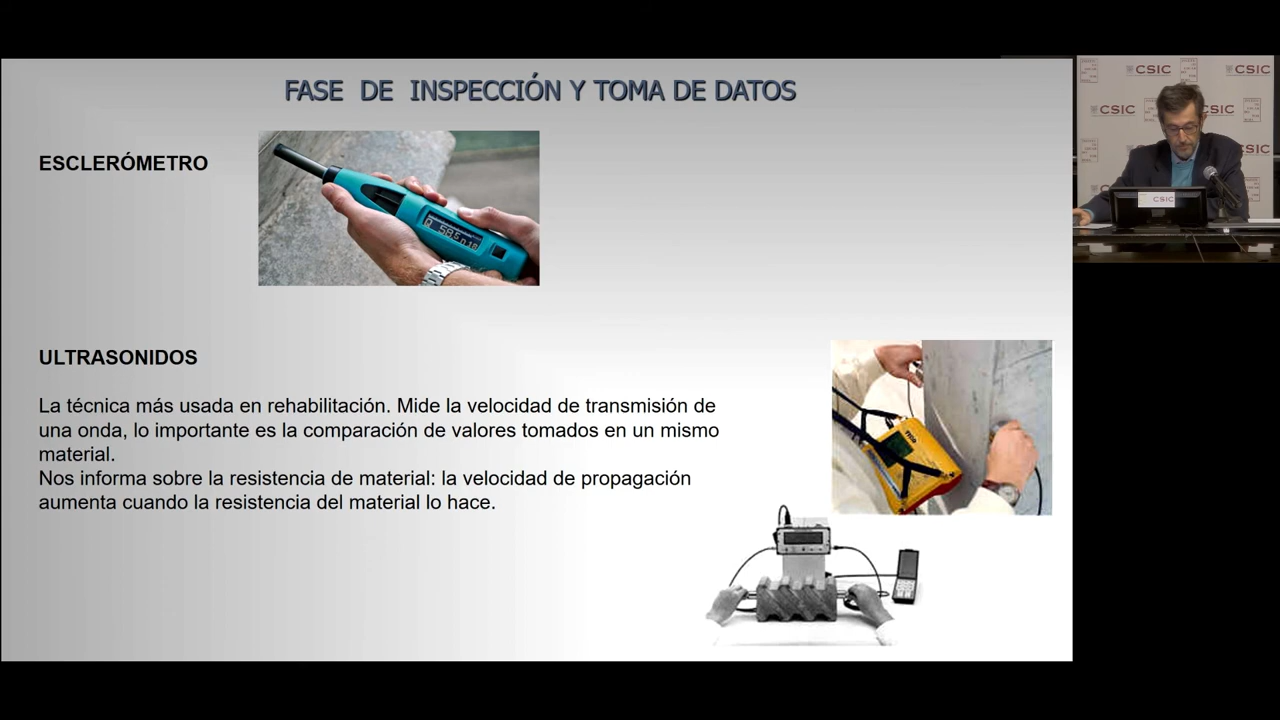 FASE DE INSPECCIÓN Y TOMA DE DATOS
ESCLERÓMETRO
ULTRASONIDOS
La técnica más usada en rehabilitación. Mide la velocidad de transmisión de
una onda, lo importante es la comparación de valores tomados en un mismo
material.
Nos informa sobre la resistencia de material: la velocidad de propagación
aumenta cuando la resistencia del material lo hace.
CSIC
CSIC
CSIC
CSIC
CSIC